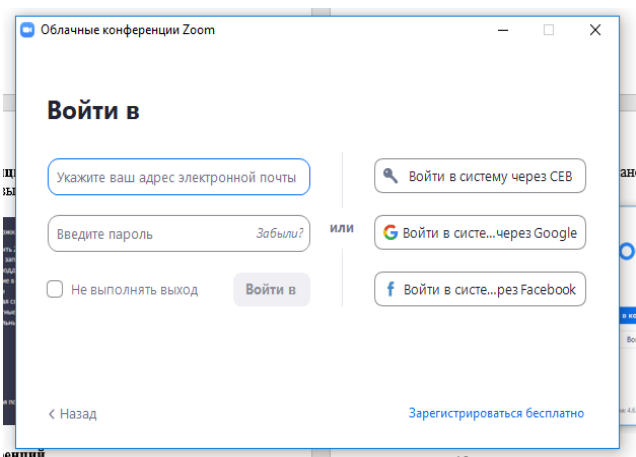 Облачные конференции Zoom
Войти в
Укажите ваш адрес электронной почты
Введите пароль
Забыли?
Не выполнять выход
Войти в
или
Войти в систему через СЕВ
Войти в систе...через Google
Войти в систе...рез Facebook
Назад
Зарегистрироваться бесплатно